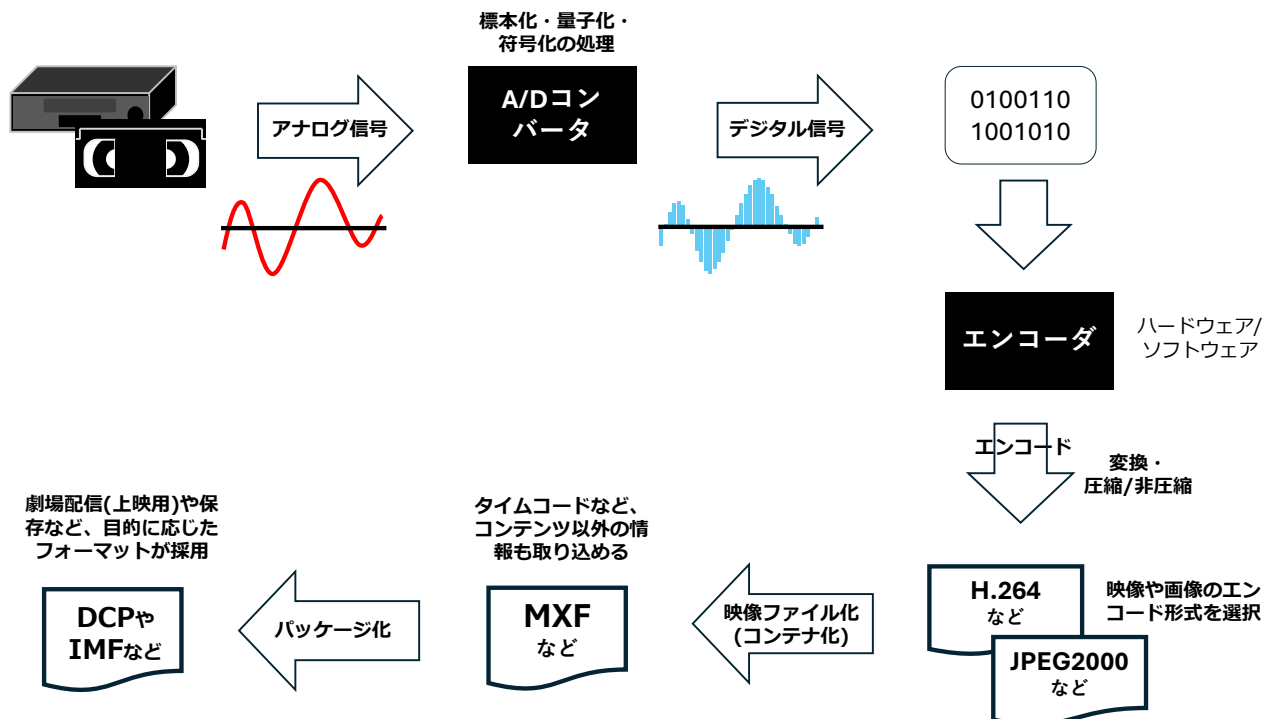 標本化・量子化・
符号化の処理
アナログ信号
A/Dコン
バータ
デジタル信号
0100110
1001010
エンコーダ
ハードウェア/
ソフトウェア
エンコード
変換・
圧縮/非圧縮
H.264
など
JPEG2000
など
映像や画像のエン
コード形式を選択
映像ファイル化
(コンテナ化)
タイムコードなど、
コンテンツ以外の情
報も取り込める
MXF
など
パッケージ化
劇場配信(上映用)や保
存など、目的に応じた
フォーマットが採用
DCPや
IMFなど